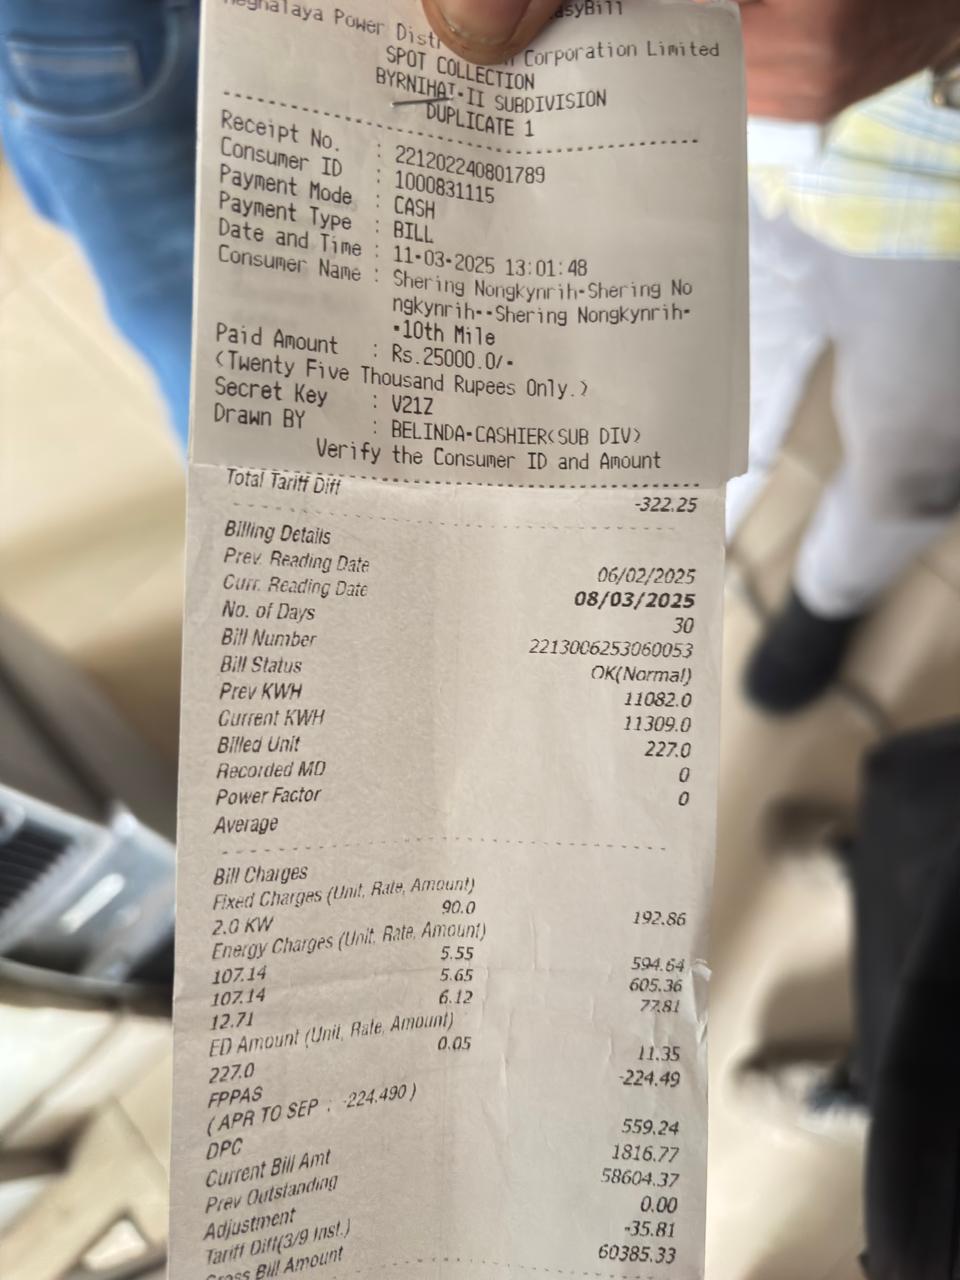 Meghalaya Power Dist Corporation Limited
SPOT COLLECTION
BYRNIHAT-II SUBDIVISION
DUPLICATE 1
Receipt No. : 221202240801789
Consumer ID : 1000831115
Payment Mode : CASH
Payment Type : BILL
Date and Time : 11-03-2025 13:01:48
Consumer Name : Shering Nongkynrih-Shering No
ngkynrih--Shering Nongkynrih-
-10th Mile
Paid Amount : Rs.25000.0/-
(Twenty Five Thousand Rupees Only.)
Secret Key : V21Z
Drawn BY : BELINDA-CASHIER(SUB DIV)
Verify the Consumer ID and Amount
Total Tariff Diff -322.25
Billing Details
Prev. Reading Date 06/02/2025
Curr. Reading Date 08/03/2025
No. of Days 30
Bill Number 2213006253060053
Bill Status OK(Normal)
Prev KWH 11082.0
Current KWH 11309.0
Billed Unit 227.0
Recorded MD 0
Power Factor 0
Average
Bill Charges
Fixed Charges (Unit, Rate, Amount)
2.0 KW 90.0 192.86
Energy Charges (Unit, Rate, Amount)
107.14 5.55 594.64
107.14 5.65 605.36
12.71 6.12 77.81
ED Amount (Unit, Rate, Amount)
227.0 0.05 11.35
FPPAS -224.49
( APR TO SEP : -224.490 )
DPC 559.24
Current Bill Amt 1816.77
Prev Outstanding 58604.37
Adjustment 0.00
Tariff Diff(3/9 Inst.) -35.81
Gross Bill Amount 60385.33